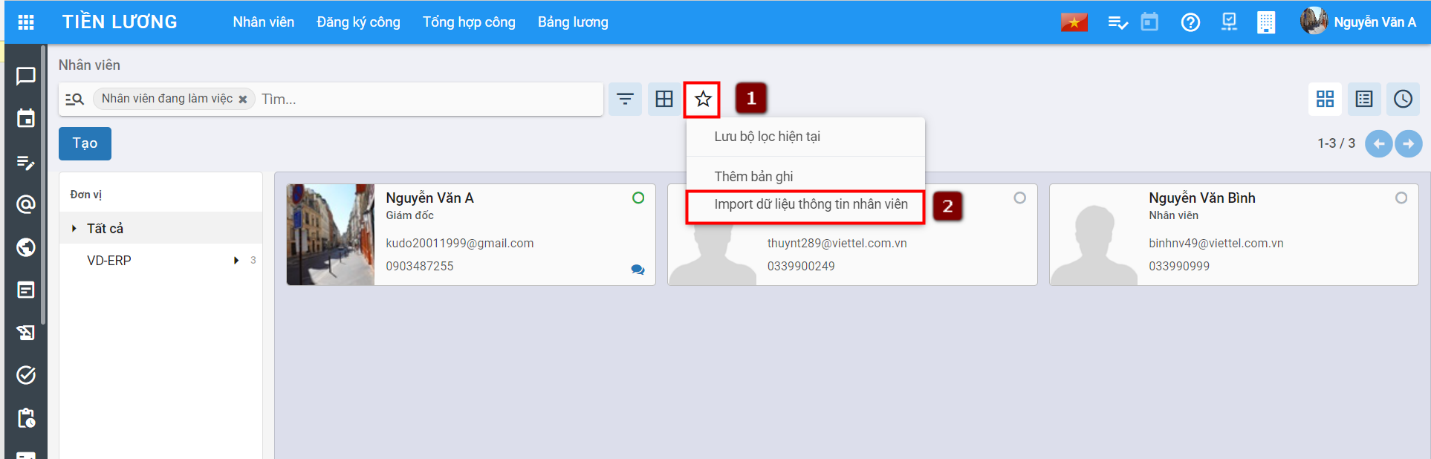 TIỀN LƯƠNG Nhân viên Đăng ký công Tổng hợp công Bảng lương Nguyễn Văn A
Nhân viên
Nhân viên đang làm việc × Tìm...
1
Tạo
1-3 / 3
Lưu bộ lọc hiện tại
Thêm bản ghi
Import dữ liệu thông tin nhân viên
2
Đơn vị
Tất cả
VD-ERP 3
Nguyễn Văn A
Giám đốc
kudo20011999@gmail.com
0903487255
thuynt289@viettel.com.vn
0339900249
Nguyễn Văn Bình
Nhân viên
binhnv49@viettel.com.vn
033990999